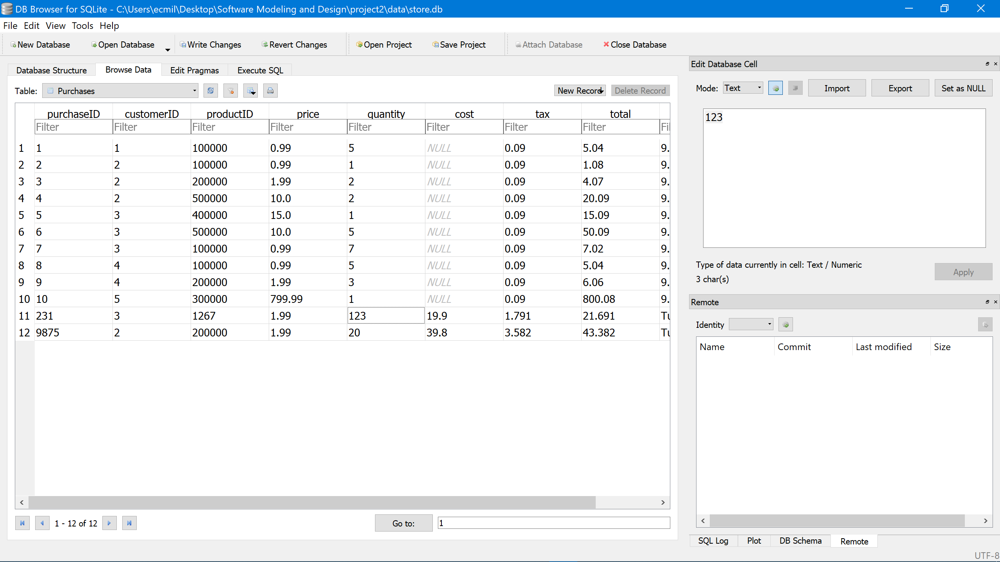 DB Browser for SQLite - C:\Users\ecmil\Desktop\Software Modeling and Design\project2\data\store.db
File Edit View Tools Help
New Database Open Database Write Changes Revert Changes Open Project Save Project Attach Database Close Database
Database Structure Browse Data Edit Pragmas Execute SQL
Table: Purchases New Record Delete Record
purchaseID customerID productID price quantity cost tax total
Filter Filter Filter Filter Filter Filter Filter Filter Fil
1 1 1 100000 0.99 5 NULL 0.09 5.04 9.
2 2 2 100000 0.99 1 NULL 0.09 1.08 9.
3 3 2 200000 1.99 2 NULL 0.09 4.07 9.
4 4 2 500000 10.0 2 NULL 0.09 20.09 9.
5 5 3 400000 15.0 1 NULL 0.09 15.09 9.
6 6 3 500000 10.0 5 NULL 0.09 50.09 9.
7 7 3 100000 0.99 7 NULL 0.09 7.02 9.
8 8 4 100000 0.99 5 NULL 0.09 5.04 9.
9 9 4 200000 1.99 3 NULL 0.09 6.06 9.
10 10 5 300000 799.99 1 NULL 0.09 800.08 9.
11 231 3 1267 1.99 123 19.9 1.791 21.691 Tu
12 9875 2 200000 1.99 20 39.8 3.582 43.382 Tu
1 - 12 of 12 Go to: 1
Edit Database Cell
Mode: Text Import Export Set as NULL
123
Type of data currently in cell: Text / Numeric
3 char(s)
Apply
Remote
Identity
Name Commit Last modified Size
SQL Log Plot DB Schema Remote
UTF-8